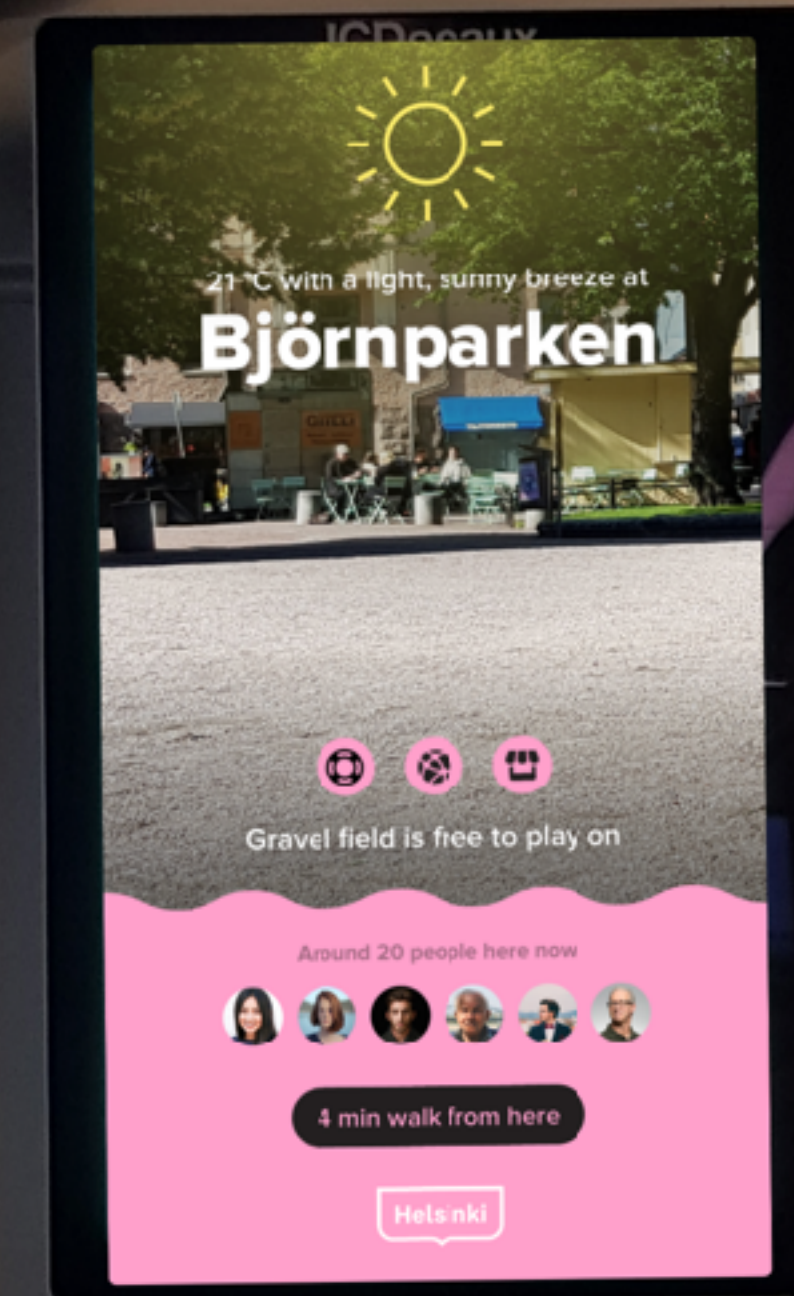 JCDecaux
21 °C with a light, sunny breeze at
Björnparken
Gravel field is free to play on
Around 20 people here now
4 min walk from here
Helsinki